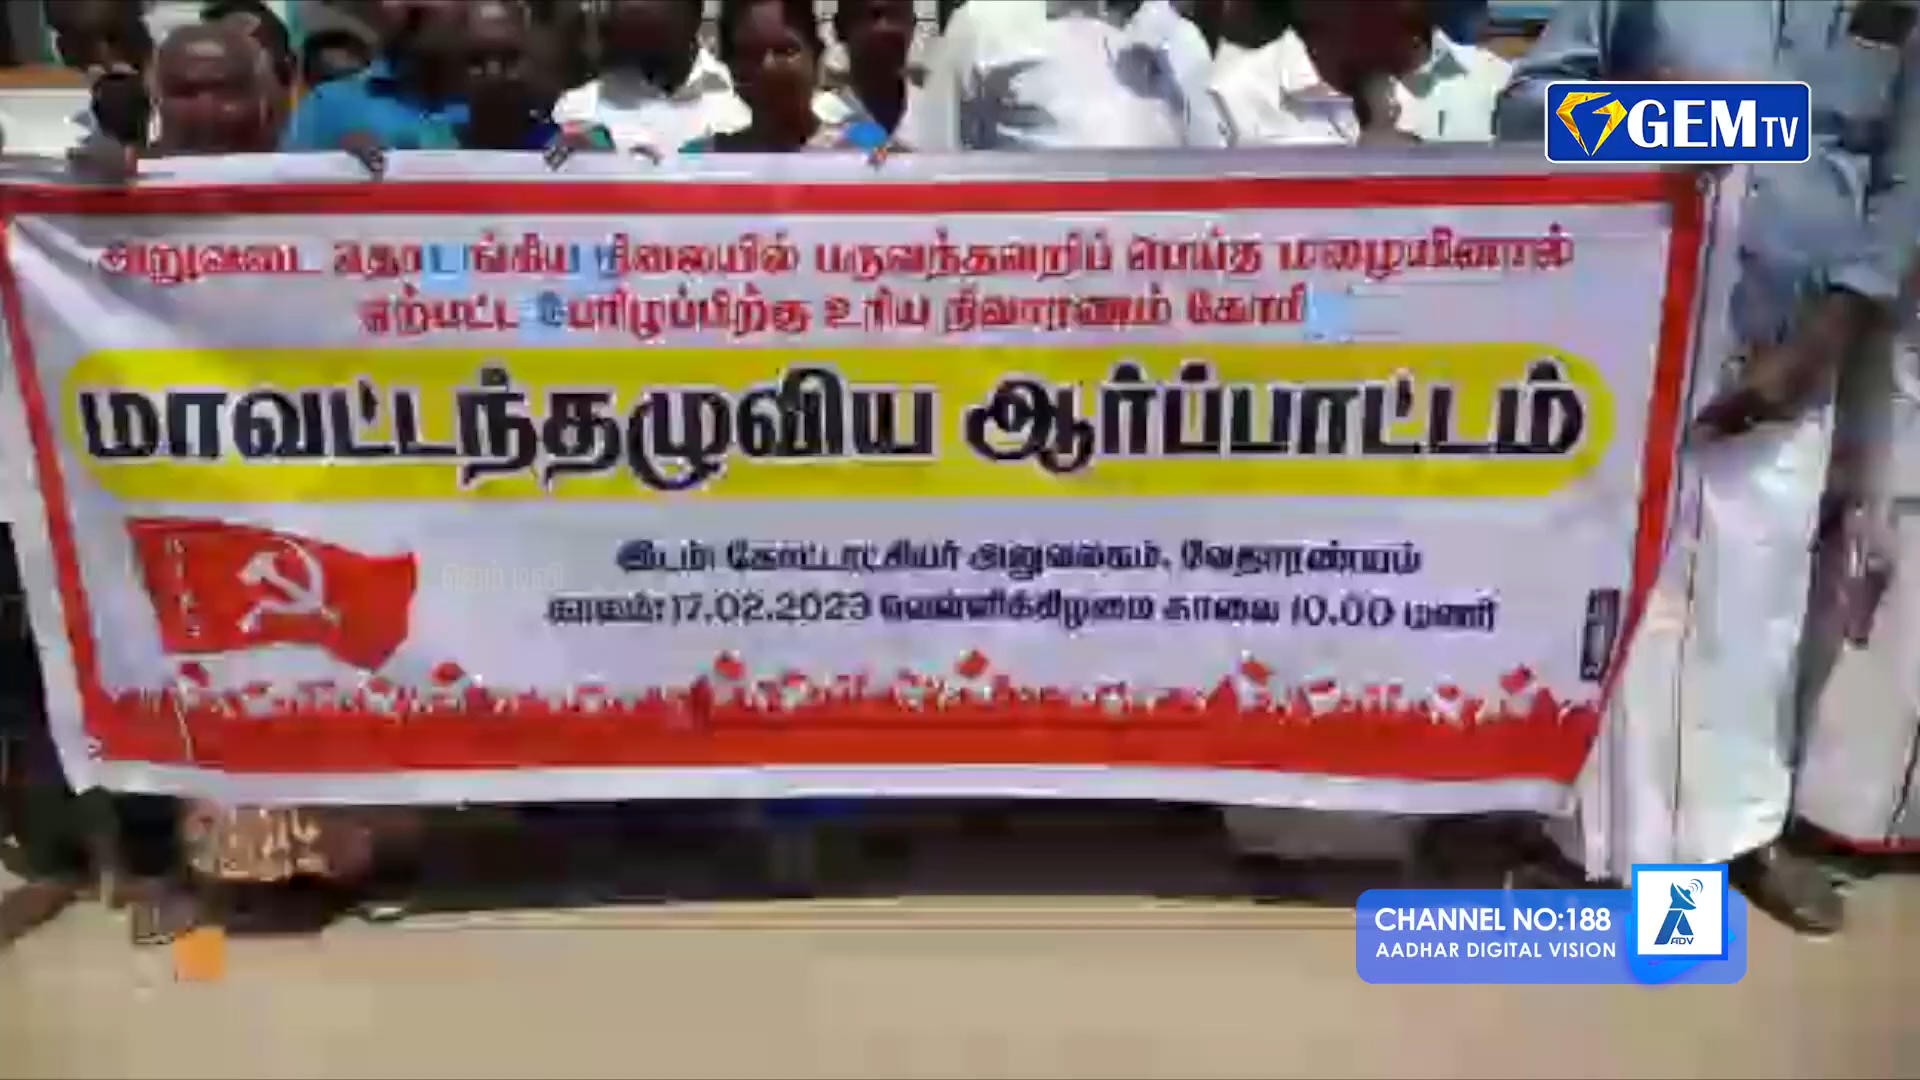 GEM TV
அறுவடை தொடங்கிய நிலையில் பருவந்தவறிப் பெய்த மழையினால்
ஏற்பட்ட பேரிழப்பிற்கு உரிய நிவாரணம் கோரி
மாவட்டந்தழுவிய ஆர்ப்பாட்டம்
இடம்: கோட்டாட்சியர் அலுவலகம், வேதாரண்யம்
காலம்: 17.02.2023 வெள்ளிக்கிழமை காலை 10.00 மணி
CHANNEL NO:188
AADHAR DIGITAL VISION
ADV